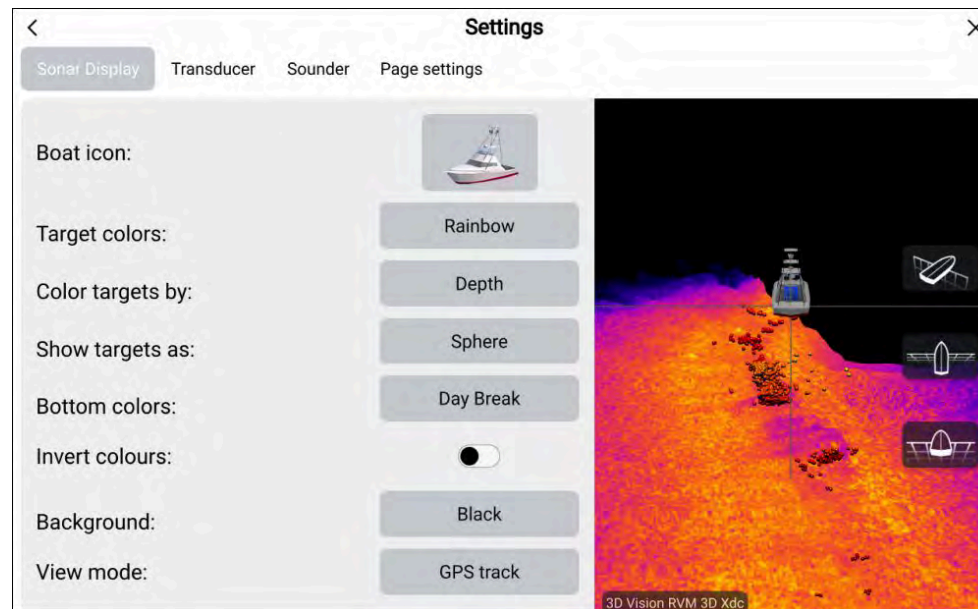 Settings
Sonar Display Transducer Sounder Page settings
Boat icon:
Target colors: Rainbow
Color targets by: Depth
Show targets as: Sphere
Bottom colors: Day Break
Invert colours:
Background: Black
View mode: GPS track
3D Vision RVM 3D Xdc